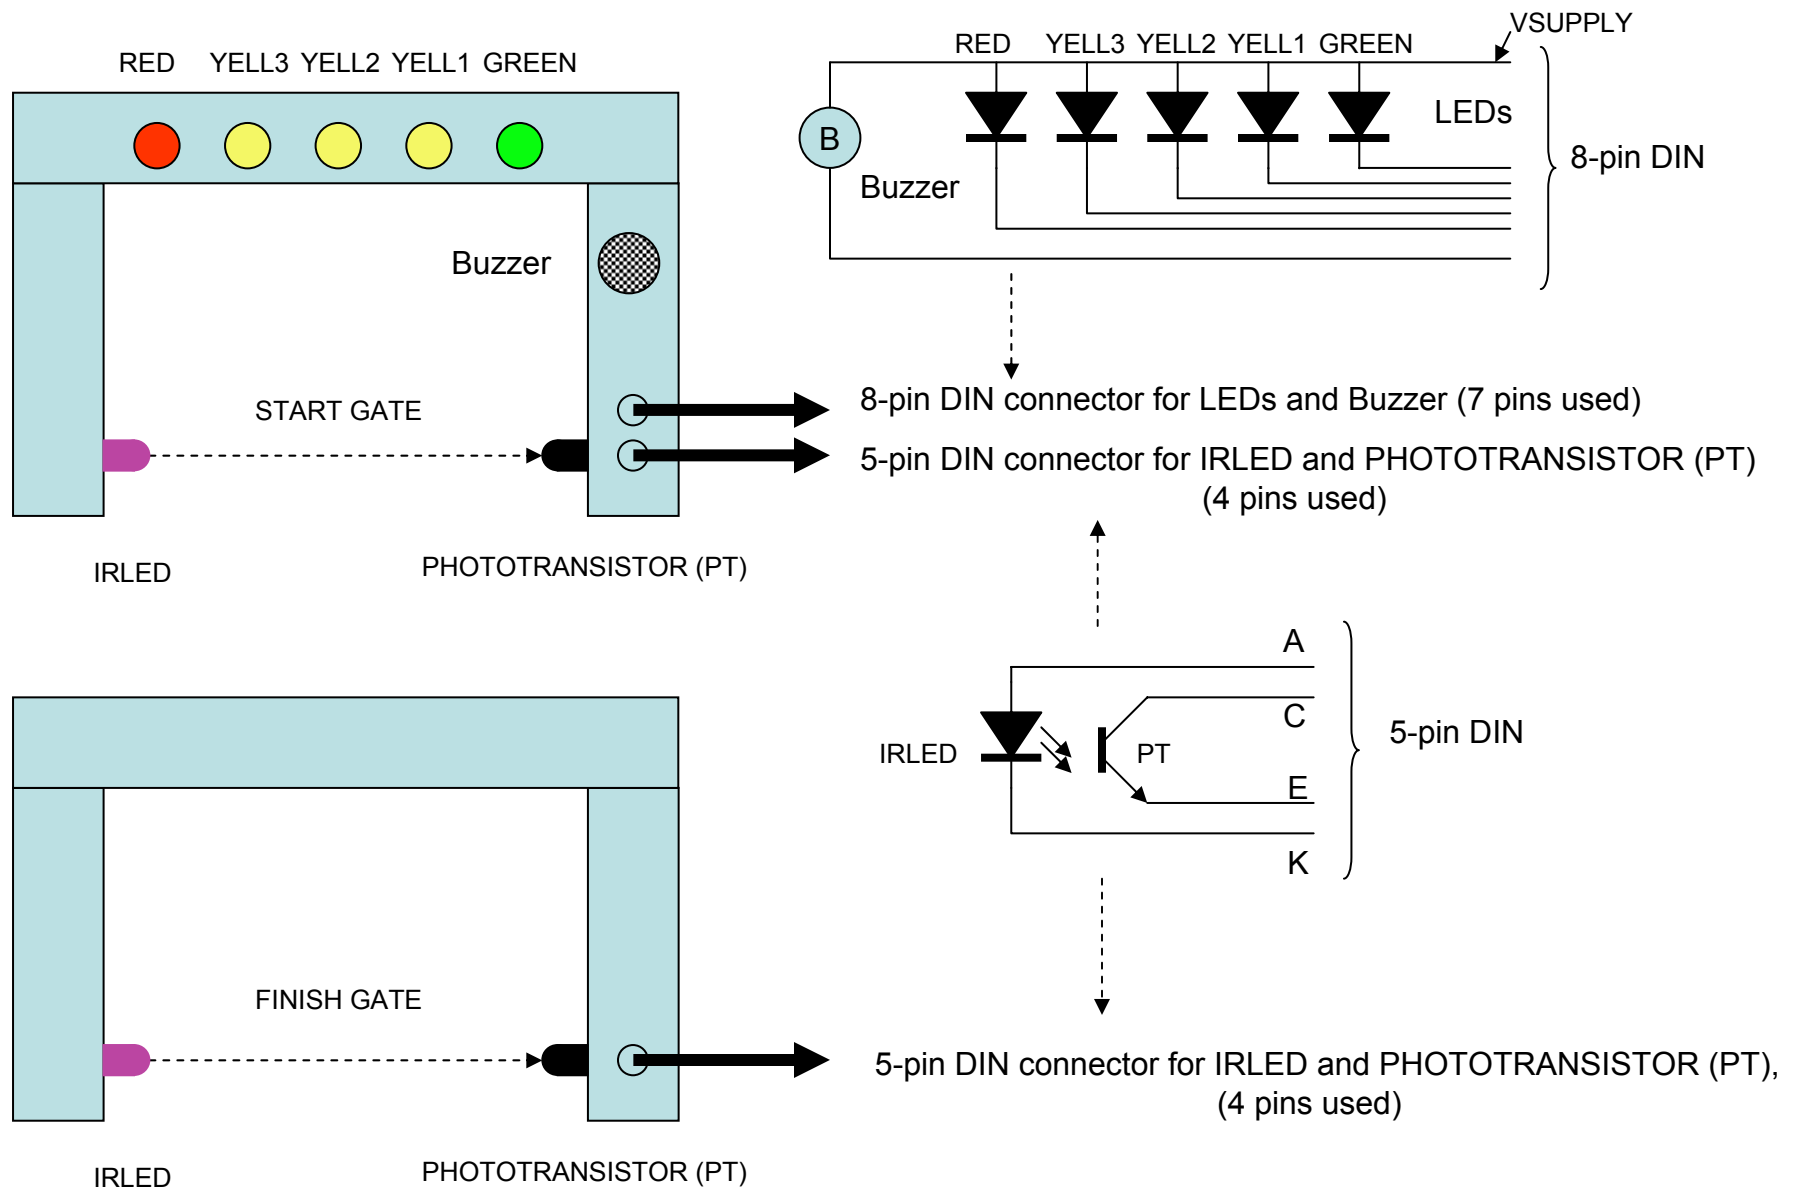 RED YELL3 YELL2 YELL1 GREEN
Buzzer
START GATE
IRLED
PHOTOTRANSISTOR (PT)
VSUPPLY
RED YELL3 YELL2 YELL1 GREEN
LEDs
B
Buzzer
8-pin DIN
8-pin DIN connector for LEDs and Buzzer (7 pins used)
5-pin DIN connector for IRLED and PHOTOTRANSISTOR (PT)
(4 pins used)
A
C
IRLED
PT
E
K
5-pin DIN
FINISH GATE
5-pin DIN connector for IRLED and PHOTOTRANSISTOR (PT),
(4 pins used)
IRLED
PHOTOTRANSISTOR (PT)